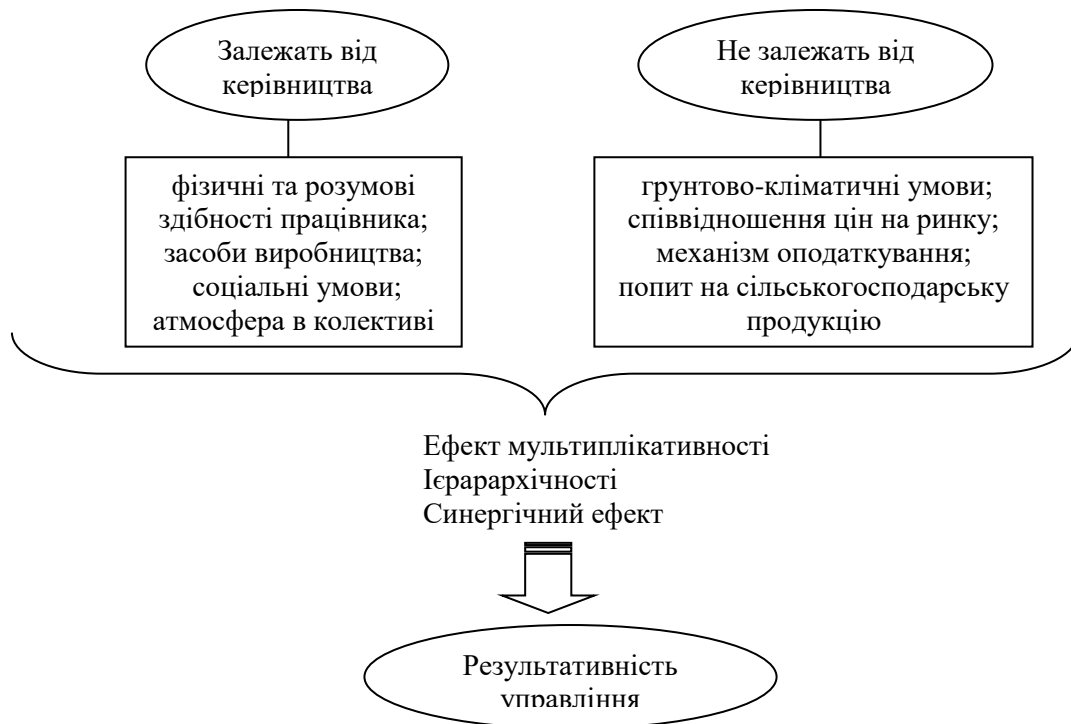 Залежать від
керівництва
Не залежать від
керівництва
фізичні та розумові
здібності працівника;
засоби виробництва;
соціальні умови;
атмосфера в колективі
грунтово-кліматичні умови;
співвідношення цін на ринку;
механізм оподаткування;
попит на сільськогосподарську
продукцію
Ефект мультиплікативності
Ієрарархічності
Синергічний ефект
Результативність
управління